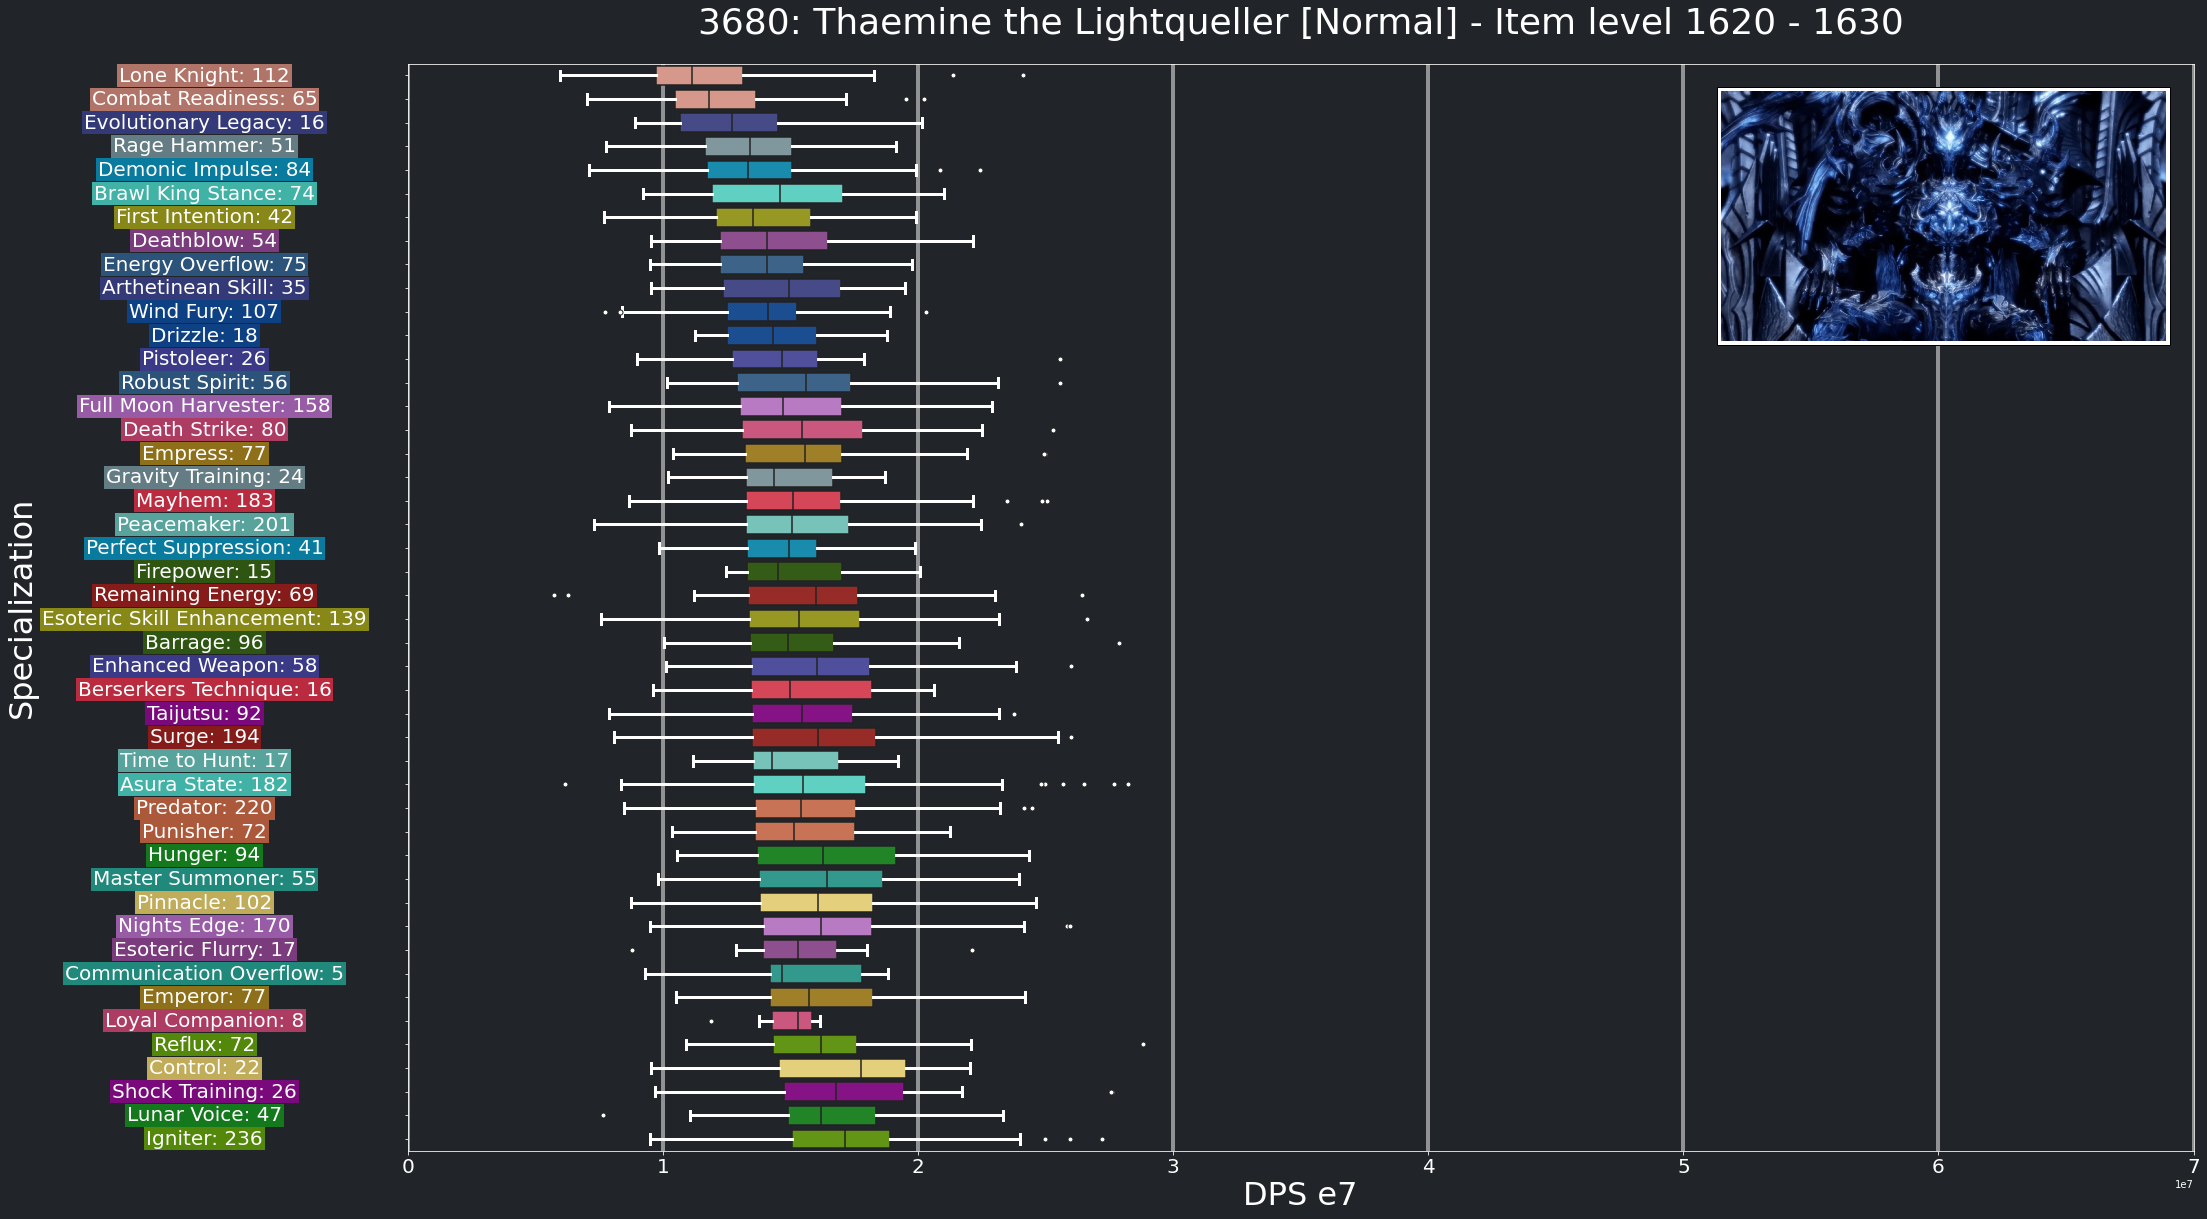 3680: Thaemine the Lightqueller [Normal] - Item level 1620 - 1630
Specialization
Lone Knight: 112
Combat Readiness: 65
Evolutionary Legacy: 16
Rage Hammer: 51
Demonic Impulse: 84
Brawl King Stance: 74
First Intention: 42
Deathblow: 54
Energy Overflow: 75
Arthetinean Skill: 35
Wind Fury: 107
Drizzle: 18
Pistoleer: 26
Robust Spirit: 56
Full Moon Harvester: 158
Death Strike: 80
Empress: 77
Gravity Training: 24
Mayhem: 183
Peacemaker: 201
Perfect Suppression: 41
Firepower: 15
Remaining Energy: 69
Esoteric Skill Enhancement: 139
Barrage: 96
Enhanced Weapon: 58
Berserkers Technique: 16
Taijutsu: 92
Surge: 194
Time to Hunt: 17
Asura State: 182
Predator: 220
Punisher: 72
Hunger: 94
Master Summoner: 55
Pinnacle: 102
Nights Edge: 170
Esoteric Flurry: 17
Communication Overflow: 5
Emperor: 77
Loyal Companion: 8
Reflux: 72
Control: 22
Shock Training: 26
Lunar Voice: 47
Igniter: 236
0 1 2 3 4 5 6 7
1e7
DPS e7